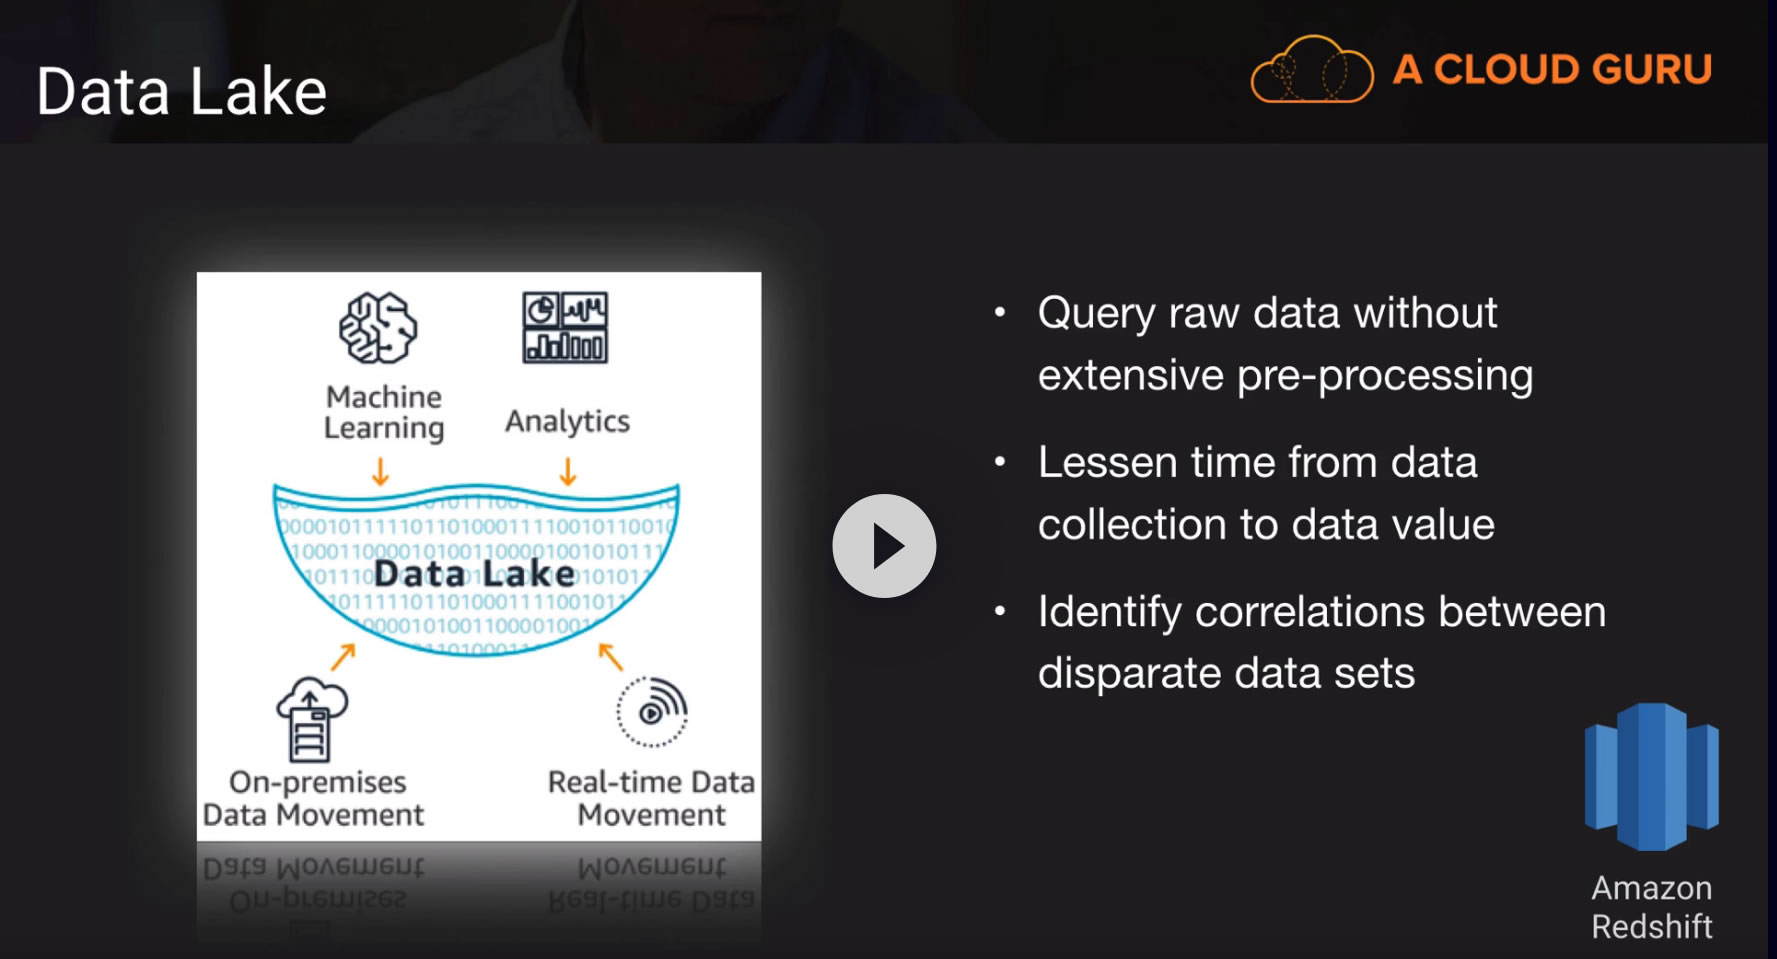 Data Lake
A CLOUD GURU
Machine
Learning
Analytics
Data Lake
On-premises
Data Movement
Real-time Data
Movement
• Query raw data without
extensive pre-processing
• Lessen time from data
collection to data value
• Identify correlations between
disparate data sets
Amazon
Redshift